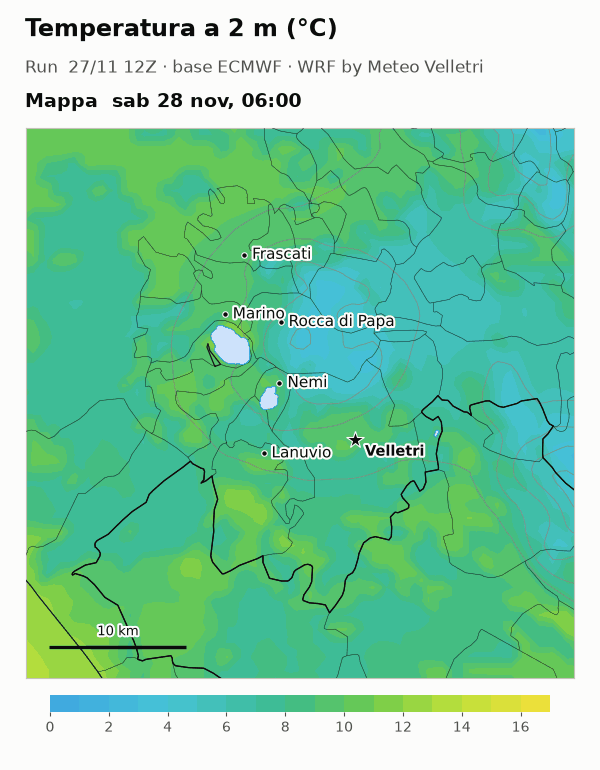 Temperatura a 2 m (°C)
Run  27/11 12Z · base ECMWF · WRF by Meteo Velletri
Mappa  sab 28 nov, 06:00
Frascati
Marino
Rocca di Papa
Nemi
Velletri
Lanuvio
10 km
0 2 4 6 8 10 12 14 16